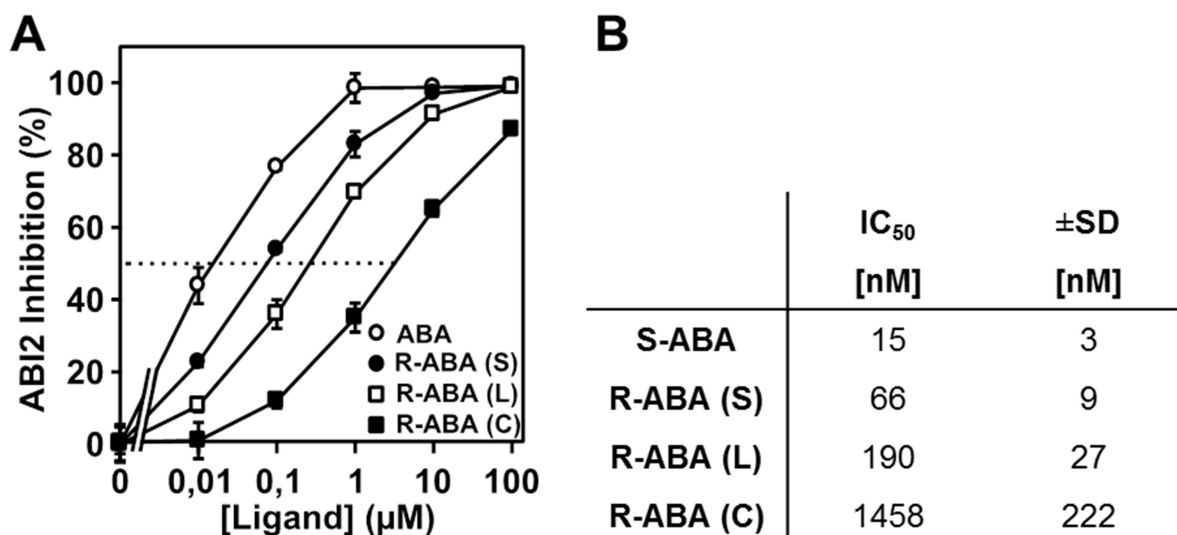 A
ABI2 Inhibition (%)
100
80
60
40
20
0
ABA
R-ABA (S)
R-ABA (L)
R-ABA (C)
0 0,01 0,1 1 10 100
[Ligand] (µM)
B
IC50 ±SD
[nM] [nM]
S-ABA 15 3
R-ABA (S) 66 9
R-ABA (L) 190 27
R-ABA (C) 1458 222